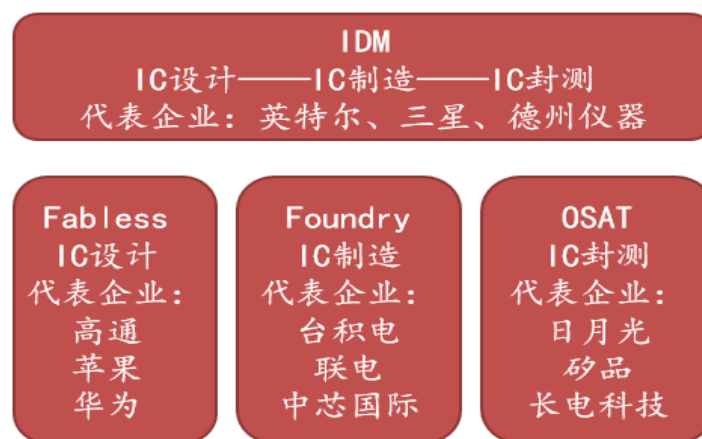 IDM
IC设计——IC制造——IC封测
代表企业：英特尔、三星、德州仪器
Fabless
IC设计
代表企业：
高通
苹果
华为
Foundry
IC制造
代表企业：
台积电
联电
中芯国际
OSAT
IC封测
代表企业：
日月光
矽品
长电科技